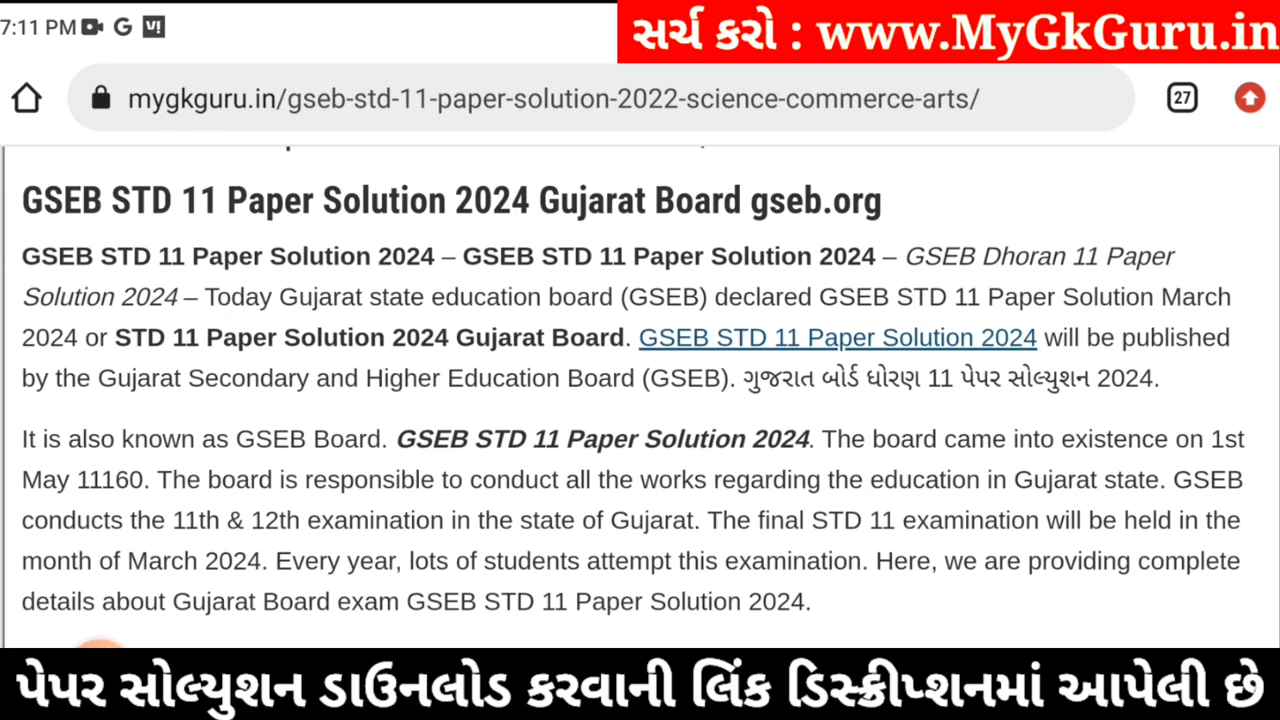 7:11 PM
સર્ચ કરો : www.MyGkGuru.in
mygkguru.in/gseb-std-11-paper-solution-2022-science-commerce-arts/
27
GSEB STD 11 Paper Solution 2024 Gujarat Board gseb.org
GSEB STD 11 Paper Solution 2024 – GSEB STD 11 Paper Solution 2024 – GSEB Dhoran 11 Paper
Solution 2024 – Today Gujarat state education board (GSEB) declared GSEB STD 11 Paper Solution March
2024 or STD 11 Paper Solution 2024 Gujarat Board. GSEB STD 11 Paper Solution 2024 will be published
by the Gujarat Secondary and Higher Education Board (GSEB). ગુજરાત બોર્ડ ધોરણ 11 પેપર સોલ્યુશન 2024.
It is also known as GSEB Board. GSEB STD 11 Paper Solution 2024. The board came into existence on 1st
May 11160. The board is responsible to conduct all the works regarding the education in Gujarat state. GSEB
conducts the 11th & 12th examination in the state of Gujarat. The final STD 11 examination will be held in the
month of March 2024. Every year, lots of students attempt this examination. Here, we are providing complete
details about Gujarat Board exam GSEB STD 11 Paper Solution 2024.
પેપર સોલ્યુશન ડાઉનલોડ કરવાની લિંક ડિસ્ક્રીપ્શનમાં આપેલી છે